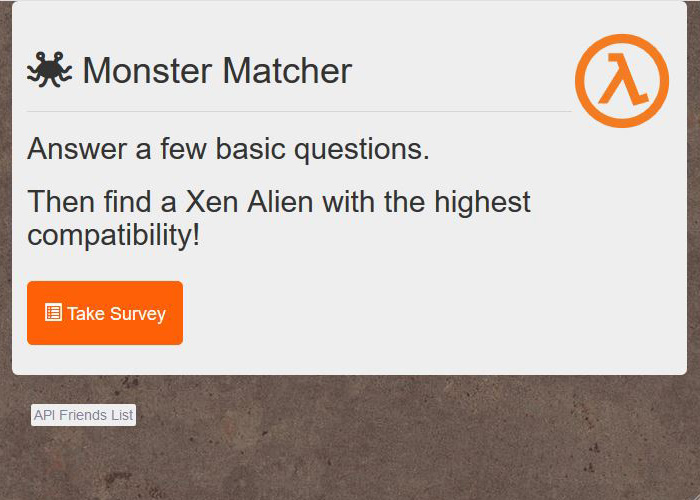 Monster Matcher
λ
Answer a few basic questions.
Then find a Xen Alien with the highest
compatibility!
Take Survey
API Friends List